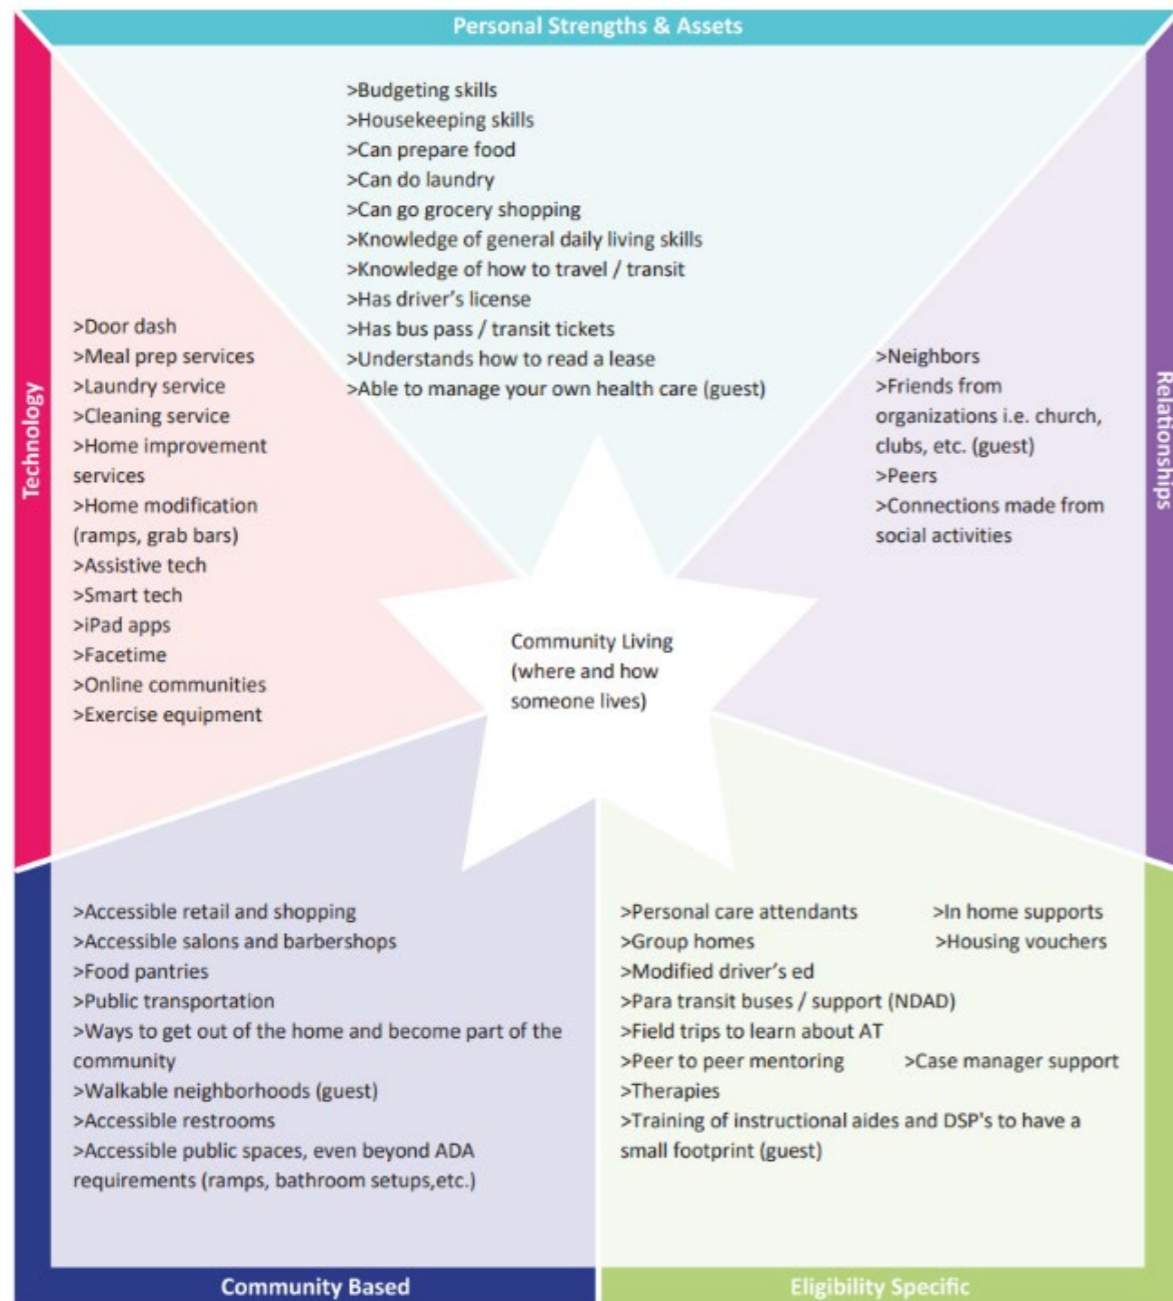 Personal Strengths & Assets
>Budgeting skills
>Housekeeping skills
>Can prepare food
>Can do laundry
>Can go grocery shopping
>Knowledge of general daily living skills
>Knowledge of how to travel / transit
>Has driver's license
>Has bus pass / transit tickets
>Understands how to read a lease
>Able to manage your own health care (guest)
Technology
>Door dash
>Meal prep services
>Laundry service
>Cleaning service
>Home improvement
services
>Home modification
(ramps, grab bars)
>Assistive tech
>Smart tech
>iPad apps
>Facetime
>Online communities
>Exercise equipment
Relationships
>Neighbors
>Friends from
organizations i.e. church,
clubs, etc. (guest)
>Peers
>Connections made from
social activities
Community Living
(where and how
someone lives)
>Accessible retail and shopping
>Accessible salons and barbershops
>Food pantries
>Public transportation
>Ways to get out of the home and become part of the
community
>Walkable neighborhoods (guest)
>Accessible restrooms
>Accessible public spaces, even beyond ADA
requirements (ramps, bathroom setups,etc.)
Community Based
>Personal care attendants >In home supports
>Group homes >Housing vouchers
>Modified driver's ed
>Para transit buses / support (NDAD)
>Field trips to learn about AT
>Peer to peer mentoring >Case manager support
>Therapies
>Training of instructional aides and DSP's to have a
small footprint (guest)
Eligibility Specific